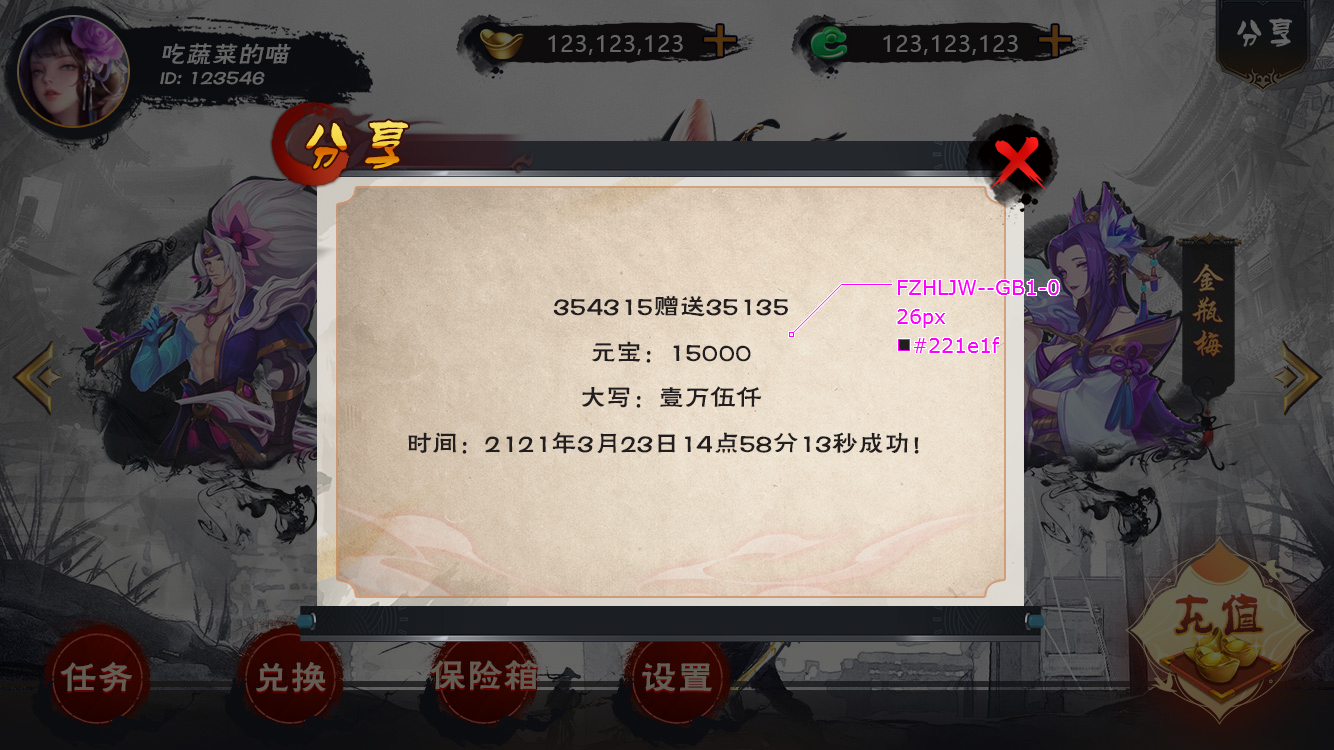 吃蔬菜的喵
ID: 123546
123,123,123
123,123,123
分享
分享
354315赠送35135
元宝：15000
大写：壹万伍仟
时间：2121年3月23日14点58分13秒成功!
FZHLJW--GB1-0
26px
#221e1f
金瓶梅
充值
任务
兑换
保险箱
设置